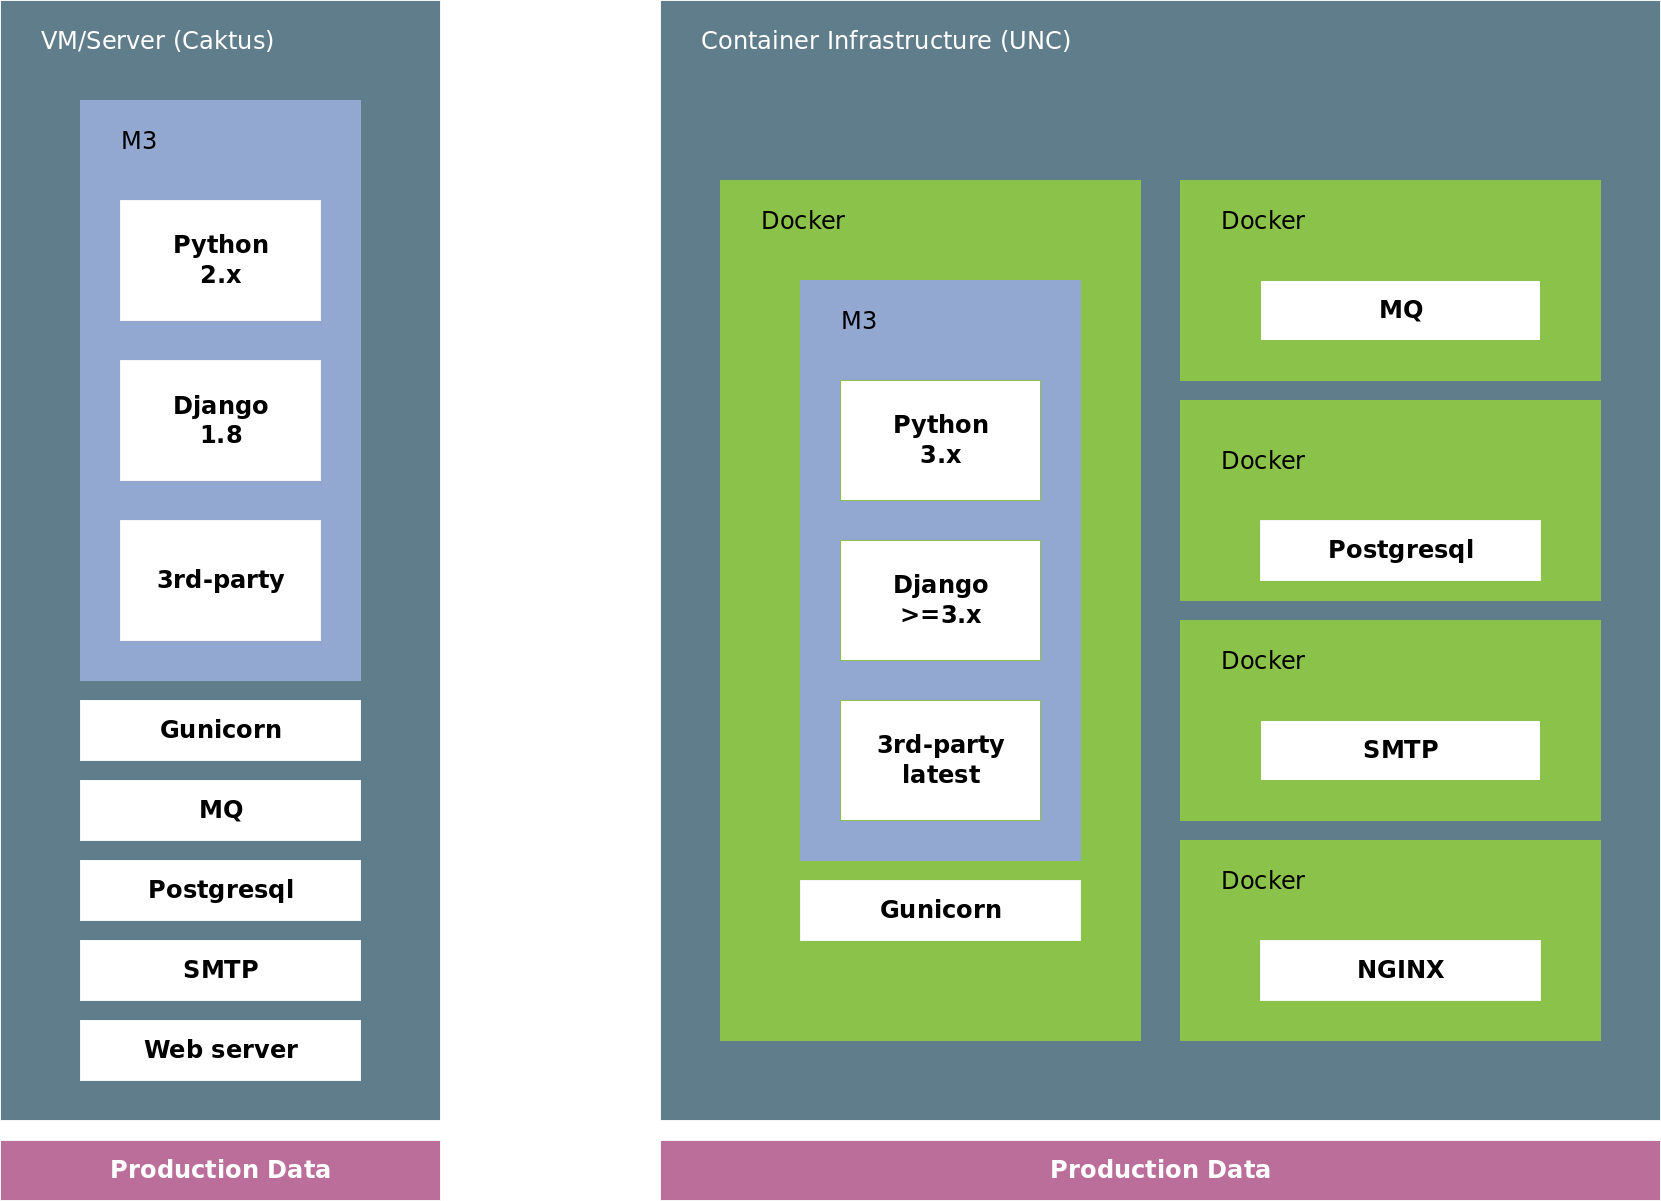 VM/Server (Caktus)
M3
Python
2.x
Django
1.8
3rd-party
Gunicorn
MQ
Postgresql
SMTP
Web server
Production Data
Container Infrastructure (UNC)
Docker
M3
Python
3.x
Django
>=3.x
3rd-party
latest
Gunicorn
Docker
MQ
Docker
Postgresql
Docker
SMTP
Docker
NGINX
Production Data